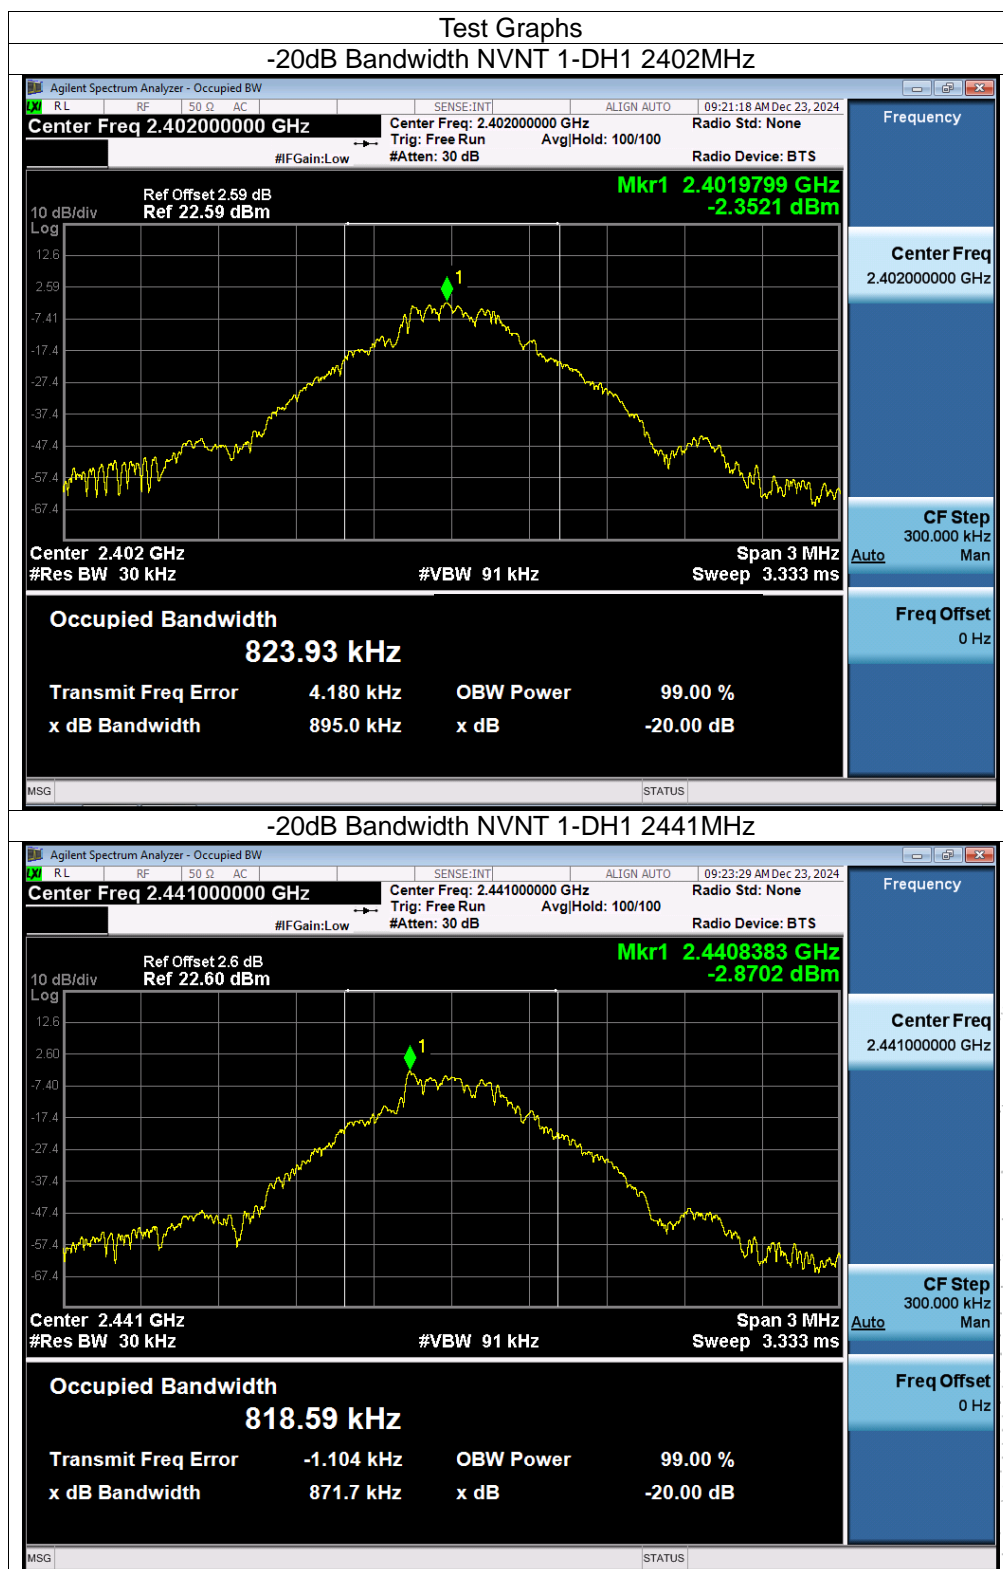 Test Graphs
-20dB Bandwidth NVNT 1-DH1 2402MHz
Agilent Spectrum Analyzer - Occupied BW
LXI RL RF 50 Ω AC SENSE:INT ALIGN AUTO 09:21:18 AM Dec 23, 2024
Center Freq 2.402000000 GHz
Center Freq: 2.402000000 GHz Radio Std: None
Trig: Free Run Avg|Hold: 100/100
#IFGain:Low #Atten: 30 dB Radio Device: BTS
Frequency
Mkr1 2.4019799 GHz
-2.3521 dBm
Ref Offset 2.59 dB
10 dB/div Ref 22.59 dBm
Log
12.6
2.59
-7.41
-17.4
-27.4
-37.4
-47.4
-57.4
-67.4
1
Center Freq
2.402000000 GHz
CF Step
300.000 kHz
Auto Man
Freq Offset
0 Hz
Center 2.402 GHz Span 3 MHz
#Res BW 30 kHz #VBW 91 kHz Sweep 3.333 ms
Occupied Bandwidth
823.93 kHz
Transmit Freq Error 4.180 kHz OBW Power 99.00 %
x dB Bandwidth 895.0 kHz x dB -20.00 dB
MSG STATUS
-20dB Bandwidth NVNT 1-DH1 2441MHz
Agilent Spectrum Analyzer - Occupied BW
LXI RL RF 50 Ω AC SENSE:INT ALIGN AUTO 09:23:29 AM Dec 23, 2024
Center Freq 2.441000000 GHz
Center Freq: 2.441000000 GHz Radio Std: None
Trig: Free Run Avg|Hold: 100/100
#IFGain:Low #Atten: 30 dB Radio Device: BTS
Frequency
Mkr1 2.4408383 GHz
-2.8702 dBm
Ref Offset 2.6 dB
10 dB/div Ref 22.60 dBm
Log
12.6
2.60
-7.40
-17.4
-27.4
-37.4
-47.4
-57.4
-67.4
1
Center Freq
2.441000000 GHz
CF Step
300.000 kHz
Auto Man
Freq Offset
0 Hz
Center 2.441 GHz Span 3 MHz
#Res BW 30 kHz #VBW 91 kHz Sweep 3.333 ms
Occupied Bandwidth
818.59 kHz
Transmit Freq Error -1.104 kHz OBW Power 99.00 %
x dB Bandwidth 871.7 kHz x dB -20.00 dB
MSG STATUS